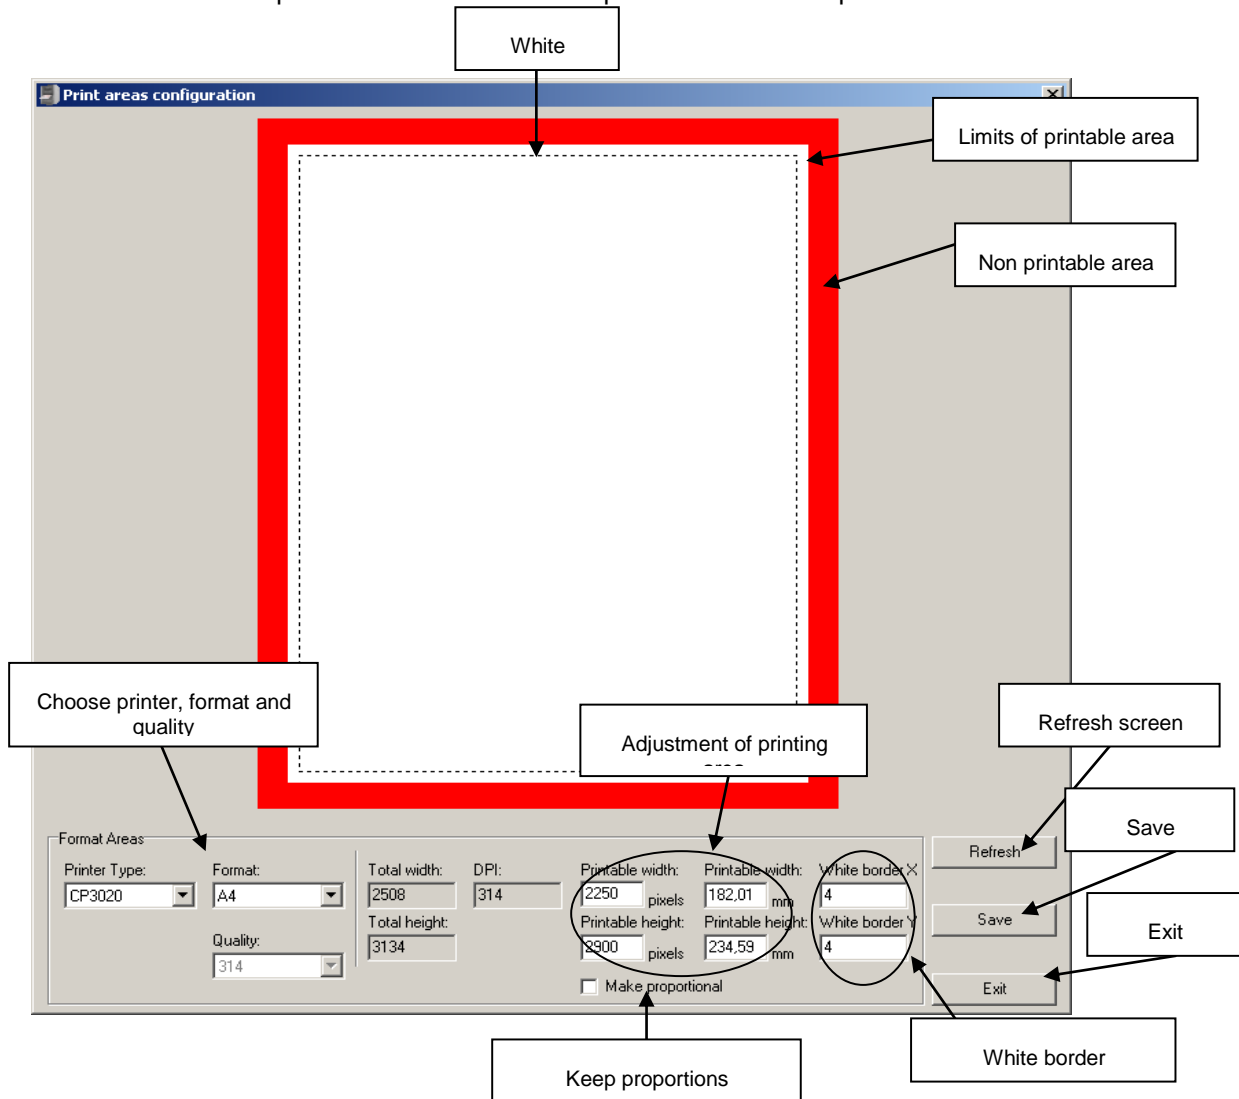 White
Print areas configuration
Limits of printable area
Non printable area
Choose printer, format and
quality
Adjustment of printing
Refresh screen
Save
Exit
Format Areas
Printer Type:
CP3020
Format:
A4
Quality:
314
Total width:
2508
Total height:
3134
DPI:
314
Printable width:
2250 pixels
Printable height:
2900 pixels
Printable width:
182,01 mm
Printable height:
234,59 mm
White border X
4
White border Y
4
Make proportional
Refresh
Save
Exit
White border
Keep proportions